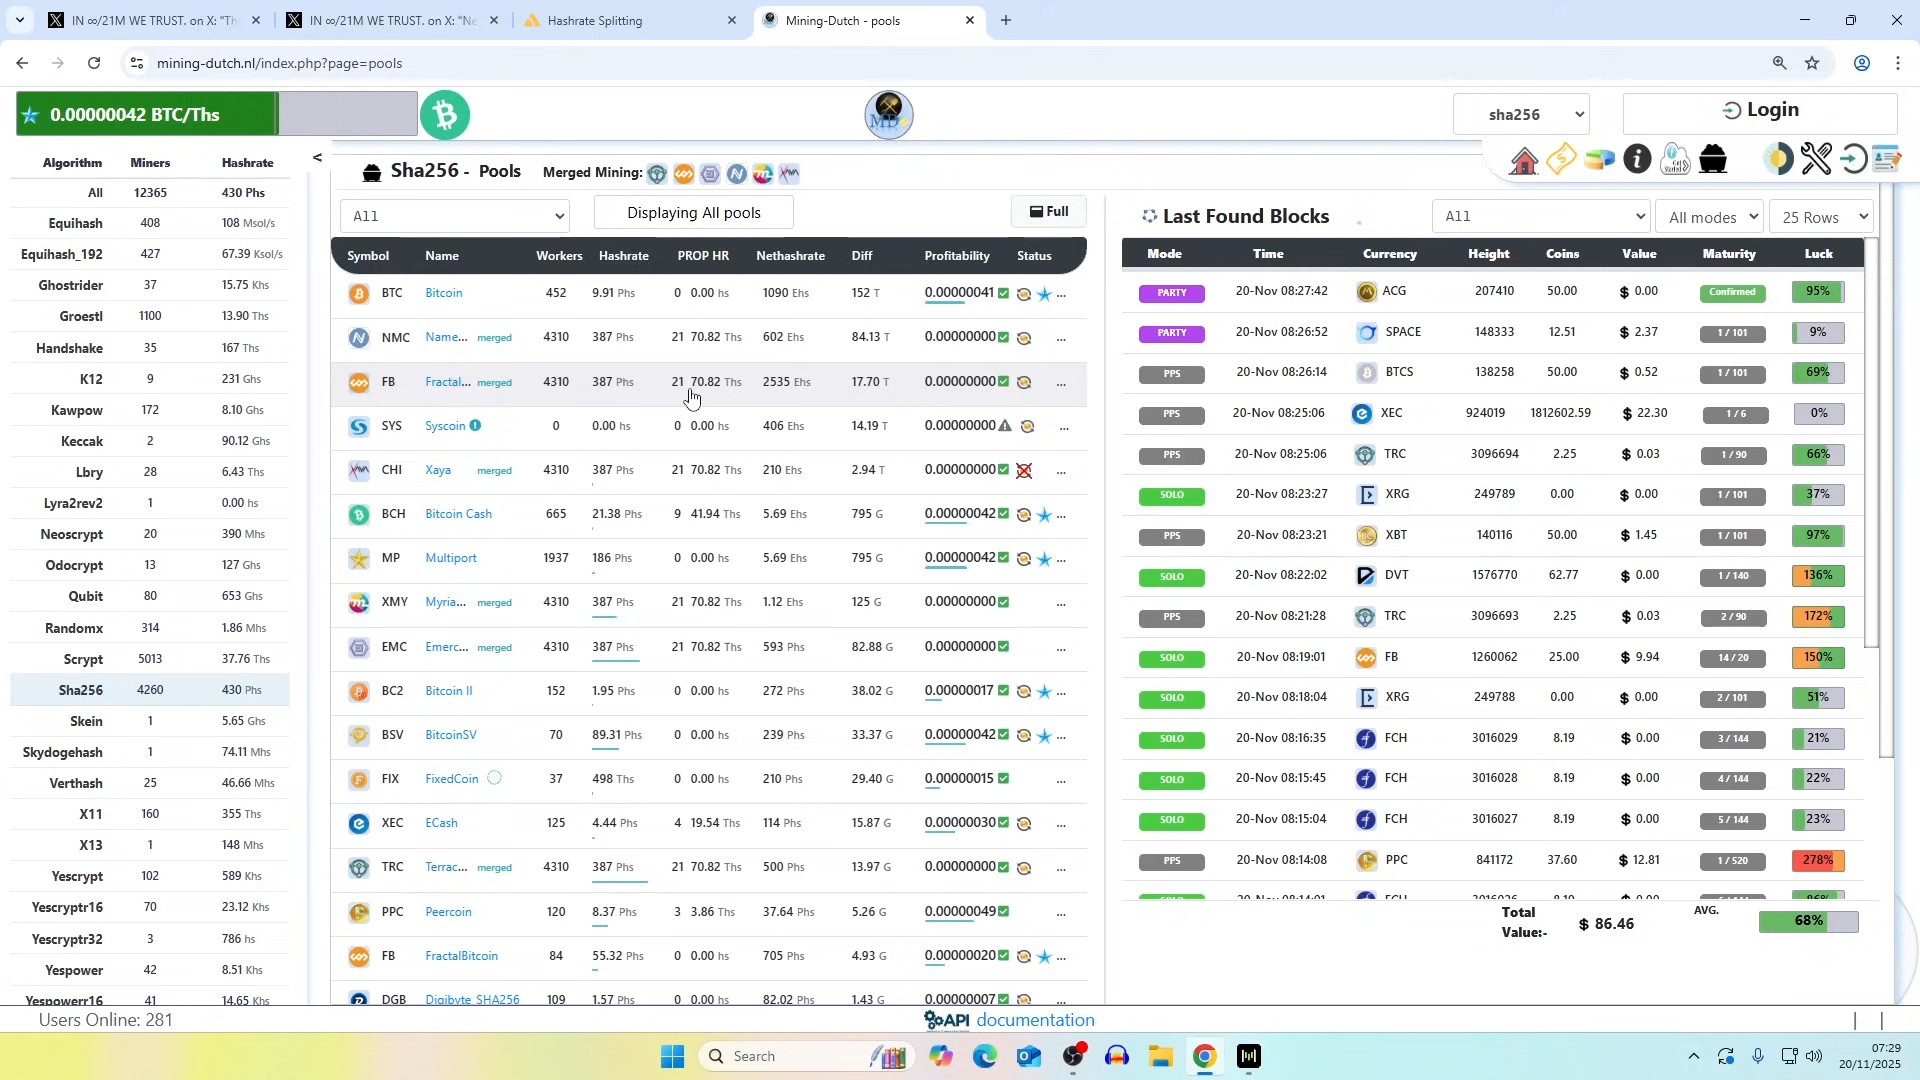 IN ∞/21M WE TRUST. on X: "Th
IN ∞/21M WE TRUST. on X: "Ne
Hashrate Splitting
Mining-Dutch - pools
mining-dutch.nl/index.php?page=pools
0.00000042 BTC/Ths
sha256
Login
Algorithm Miners Hashrate <
All 12365 430 Phs
Equihash 408 108 Msol/s
Equihash_192 427 67.39 Ksol/s
Ghostrider 37 15.75 Khs
Groestl 1100 13.90 Ths
Handshake 35 167 Ths
K12 9 231 Ghs
Kawpow 172 8.10 Ghs
Keccak 2 90.12 Ghs
Lbry 28 6.43 Ths
Lyra2rev2 1 0.00 hs
Neoscrypt 20 390 Mhs
Odocrypt 13 127 Ghs
Qubit 80 653 Ghs
Randomx 314 1.86 Mhs
Scrypt 5013 37.76 Ths
Sha256 4260 430 Phs
Skein 1 5.65 Ghs
Skydogehash 1 74.11 Mhs
Verthash 25 46.66 Mhs
X11 160 355 Ths
X13 1 148 Mhs
Yescrypt 102 589 Khs
Yescryptr16 70 23.12 Khs
Yescryptr32 3 786 hs
Yespower 42 8.51 Khs
Yespowerr16 41 14.65 Khs
Sha256 - Pools Merged Mining:
All Displaying All pools Full
Symbol Name Workers Hashrate PROP HR Nethashrate Diff Profitability Status
BTC Bitcoin 452 9.91 Phs 0 0.00 hs 1090 Ehs 152 T 0.00000041 ...
NMC Name... merged 4310 387 Phs 21 70.82 Ths 602 Ehs 84.13 T 0.00000000 ...
FB Fractal... merged 4310 387 Phs 21 70.82 Ths 2535 Ehs 17.70 T 0.00000000 ...
SYS Syscoin 0 0.00 hs 0 0.00 hs 406 Ehs 14.19 T 0.00000000 ...
CHI Xaya merged 4310 387 Phs 21 70.82 Ths 210 Ehs 2.94 T 0.00000000 ...
BCH Bitcoin Cash 665 21.38 Phs 9 41.94 Ths 5.69 Ehs 795 G 0.00000042 ...
MP Multiport 1937 186 Phs 0 0.00 hs 5.69 Ehs 795 G 0.00000042 ...
XMY Myria... merged 4310 387 Phs 21 70.82 Ths 1.12 Ehs 125 G 0.00000000 ...
EMC Emerc... merged 4310 387 Phs 21 70.82 Ths 593 Phs 82.88 G 0.00000000 ...
BC2 Bitcoin II 152 1.95 Phs 0 0.00 hs 272 Phs 38.02 G 0.00000017 ...
BSV BitcoinSV 70 89.31 Phs 0 0.00 hs 239 Phs 33.37 G 0.00000042 ...
FIX FixedCoin 37 498 Ths 0 0.00 hs 210 Phs 29.40 G 0.00000015 ...
XEC ECash 125 4.44 Phs 4 19.54 Ths 114 Phs 15.87 G 0.00000030 ...
TRC Terrac... merged 4310 387 Phs 21 70.82 Ths 500 Phs 13.97 G 0.00000000 ...
PPC Peercoin 120 8.37 Phs 3 3.86 Ths 37.64 Phs 5.26 G 0.00000049 ...
FB FractalBitcoin 84 55.32 Phs 0 0.00 hs 705 Phs 4.93 G 0.00000020 ...
DGB Digibyte SHA256 109 1.57 Phs 0 0.00 hs 82.02 Phs 1.43 G 0.00000007 ...
Last Found Blocks All All modes 25 Rows
Mode Time Currency Height Coins Value Maturity Luck
PARTY 20-Nov 08:27:42 ACG 207410 50.00 $ 0.00 Confirmed 95%
PARTY 20-Nov 08:26:52 SPACE 148333 12.51 $ 2.37 1 / 101 9%
PPS 20-Nov 08:26:14 BTCS 138258 50.00 $ 0.52 1 / 101 69%
PPS 20-Nov 08:25:06 XEC 924019 1812602.59 $ 22.30 1 / 6 0%
PPS 20-Nov 08:25:06 TRC 3096694 2.25 $ 0.03 1 / 90 66%
SOLO 20-Nov 08:23:27 XRG 249789 0.00 $ 0.00 1 / 101 37%
PPS 20-Nov 08:23:21 XBT 140116 50.00 $ 1.45 1 / 101 97%
SOLO 20-Nov 08:22:02 DVT 1576770 62.77 $ 0.00 1 / 140 136%
PPS 20-Nov 08:21:28 TRC 3096693 2.25 $ 0.03 2 / 90 172%
SOLO 20-Nov 08:19:01 FB 1260062 25.00 $ 9.94 14 / 20 150%
SOLO 20-Nov 08:18:04 XRG 249788 0.00 $ 0.00 2 / 101 51%
SOLO 20-Nov 08:16:35 FCH 3016029 8.19 $ 0.00 3 / 144 21%
SOLO 20-Nov 08:15:45 FCH 3016028 8.19 $ 0.00 4 / 144 22%
SOLO 20-Nov 08:15:04 FCH 3016027 8.19 $ 0.00 5 / 144 23%
PPS 20-Nov 08:14:08 PPC 841172 37.60 $ 12.81 1 / 520 278%
Total Value:- $ 86.46 AVG. 68%
Users Online: 281
API documentation
Search
07:29
20/11/2025